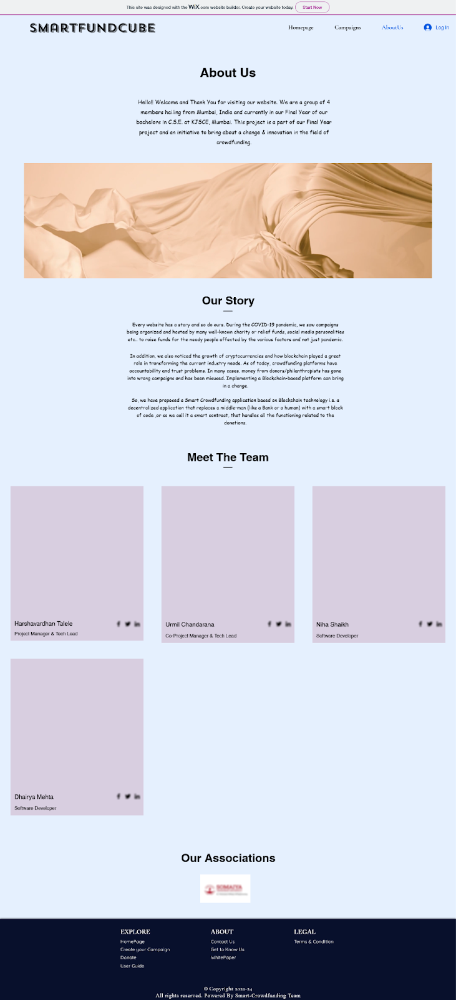 This site was designed with the WiX.com website builder. Create your website today. Start Now
SMARTFUNDCUBE
Homepage Campaigns AboutUs Log In
About Us
Hello!! Welcome and Thank You for visiting our website. We are a group of 4
members hailing from Mumbai, India and currently in our Final Year of our
bachelors in C.S.E. at KJSCE, Mumbai. This project is a part of our Final Year
project and an initiative to bring about a change & innovation in the field of
crowdfunding.
Our Story
Every website has a story and so do ours. During the COVID-19 pandemic, we saw campaigns
being organized and hosted by many well-known charity or relief funds, social media personalities
etc.. to raise funds for the needy people affected by the various factors and not just pandemic.
In addition, we also noticed the growth of cryptocurrencies and how blockchain played a great
role in transforming the current industry needs. As of today, crowdfunding platforms have
accountability and trust problems. In many cases, money from donors/philanthropists has gone
into wrong campaigns and has been misused. Implementing a Blockchain-based platform can bring
in a change.
So, we have proposed a Smart Crowdfunding application based on Blockchain technology i.e. a
decentralized application that replaces a middle-man (like a Bank or a human) with a smart block
of code ,or so we call it a smart contract, that handles all the functioning related to the
donations.
Meet The Team
Harshavardhan Talele
Project Manager & Tech Lead
Urmil Chandarana
Co-Project Manager & Tech Lead
Niha Shaikh
Software Developer
Dhairya Mehta
Software Developer
Our Associations
SOMAIYA
EXPLORE
HomePage
Create your Campaign
Donate
User Guide
ABOUT
Contact Us
Get to Know Us
WhitePaper
LEGAL
Terms & Condition
© Copyright 2022-24
All rights reserved. Powered By Smart-Crowdfunding Team